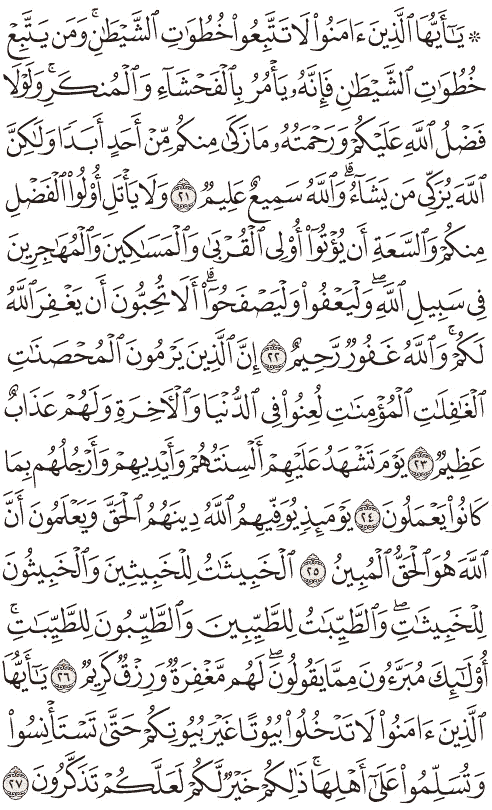 ۞ يَٰٓأَيُّهَا ٱلَّذِينَ ءَامَنُوا۟ لَا تَتَّبِعُوا۟ خُطُوَٰتِ ٱلشَّيْطَٰنِ ۚ وَمَن يَتَّبِعْ
خُطُوَٰتِ ٱلشَّيْطَٰنِ فَإِنَّهُۥ يَأْمُرُ بِٱلْفَحْشَآءِ وَٱلْمُنكَرِ ۚ وَلَوْلَا
فَضْلُ ٱللَّهِ عَلَيْكُمْ وَرَحْمَتُهُۥ مَا زَكَىٰ مِنكُم مِّنْ أَحَدٍ أَبَدًا وَلَٰكِنَّ
ٱللَّهَ يُزَكِّى مَن يَشَآءُ ۗ وَٱللَّهُ سَمِيعٌ عَلِيمٌ ٢١ وَلَا يَأْتَلِ أُو۟لُوا۟ ٱلْفَضْلِ
مِنكُمْ وَٱلسَّعَةِ أَن يُؤْتُوٓا۟ أُو۟لِى ٱلْقُرْبَىٰ وَٱلْمَسَٰكِينَ وَٱلْمُهَٰجِرِينَ
فِى سَبِيلِ ٱللَّهِ ۖ وَلْيَعْفُوا۟ وَلْيَصْفَحُوٓا۟ ۗ أَلَا تُحِبُّونَ أَن يَغْفِرَ ٱللَّهُ
لَكُمْ ۗ وَٱللَّهُ غَفُورٌ رَّحِيمٌ ٢٢ إِنَّ ٱلَّذِينَ يَرْمُونَ ٱلْمُحْصَنَٰتِ
ٱلْغَٰفِلَٰتِ ٱلْمُؤْمِنَٰتِ لُعِنُوا۟ فِى ٱلدُّنْيَا وَٱلْءَاخِرَةِ وَلَهُمْ عَذَابٌ
عَظِيمٌ ٢٣ يَوْمَ تَشْهَدُ عَلَيْهِمْ أَلْسِنَتُهُمْ وَأَيْدِيهِمْ وَأَرْجُلُهُم بِمَا
كَانُوا۟ يَعْمَلُونَ ٢٤ يَوْمَئِذٍ يُوَفِّيهِمُ ٱللَّهُ دِينَهُمُ ٱلْحَقَّ وَيَعْلَمُونَ أَنَّ
ٱللَّهَ هُوَ ٱلْحَقُّ ٱلْمُبِينُ ٢٥ ٱلْخَبِيثَٰتُ لِلْخَبِيثِينَ وَٱلْخَبِيثُونَ
لِلْخَبِيثَٰتِ ۖ وَٱلطَّيِّبَٰتُ لِلطَّيِّبِينَ وَٱلطَّيِّبُونَ لِلطَّيِّبَٰتِ ۚ
أُو۟لَٰٓئِكَ مُبَرَّءُونَ مِمَّا يَقُولُونَ ۖ لَهُم مَّغْفِرَةٌ وَرِزْقٌ كَرِيمٌ ٢٦ يَٰٓأَيُّهَا
ٱلَّذِينَ ءَامَنُوا۟ لَا تَدْخُلُوا۟ بُيُوتًا غَيْرَ بُيُوتِكُمْ حَتَّىٰ تَسْتَأْنِسُوا۟
وَتُسَلِّمُوا۟ عَلَىٰٓ أَهْلِهَا ۚ ذَٰلِكُمْ خَيْرٌ لَّكُمْ لَعَلَّكُمْ تَذَكَّرُونَ ٢٧